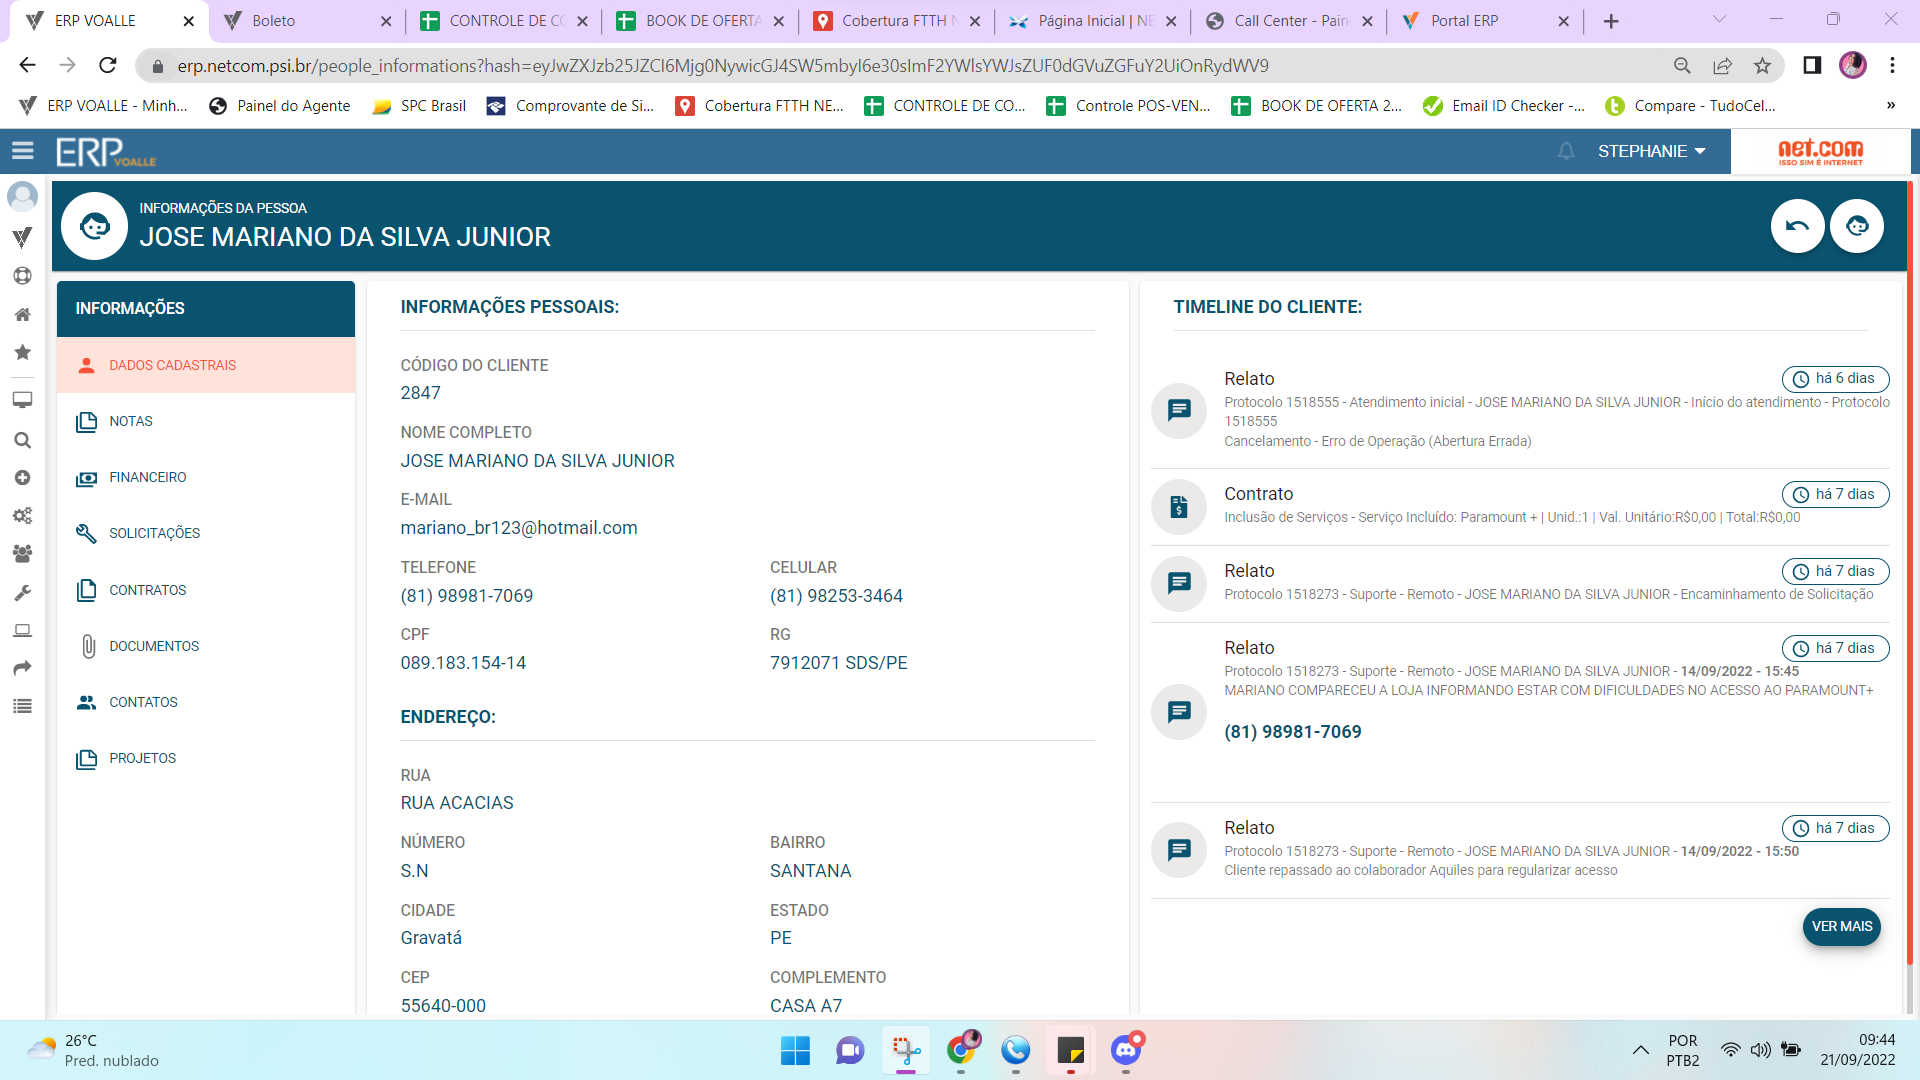 ERP VOALLE
Boleto
CONTROLE DE CO
BOOK DE OFERTA
Cobertura FTTH N
Página Inicial | NE
Call Center - Pain
Portal ERP
erp.netcom.psi.br/people_informations?hash=eyJwZXJzb25JZCI6Mjg0NywicGJ4SW5mbyI6e30sImF2YWlsYWJsZUF0dGVuZGFuY2UiOnRydWV9
ERP VOALLE - Minh...
Painel do Agente
SPC Brasil
Comprovante de Si...
Cobertura FTTH NE...
CONTROLE DE CO...
Controle POS-VEN...
BOOK DE OFERTA 2...
Email ID Checker -...
Compare - TudoCel...
»
ERP VOALLE
STEPHANIE
net.com
ISSO SIM É INTERNET
INFORMAÇÕES DA PESSOA
JOSE MARIANO DA SILVA JUNIOR
INFORMAÇÕES
DADOS CADASTRAIS
NOTAS
FINANCEIRO
SOLICITAÇÕES
CONTRATOS
DOCUMENTOS
CONTATOS
PROJETOS
INFORMAÇÕES PESSOAIS:
CÓDIGO DO CLIENTE
2847
NOME COMPLETO
JOSE MARIANO DA SILVA JUNIOR
E-MAIL
mariano_br123@hotmail.com
TELEFONE
CELULAR
(81) 98981-7069
(81) 98253-3464
CPF
RG
089.183.154-14
7912071 SDS/PE
ENDEREÇO:
RUA
RUA ACACIAS
NÚMERO
BAIRRO
S.N
SANTANA
CIDADE
ESTADO
Gravatá
PE
CEP
COMPLEMENTO
55640-000
CASA A7
TIMELINE DO CLIENTE:
Relato
há 6 dias
Protocolo 1518555 - Atendimento inicial - JOSE MARIANO DA SILVA JUNIOR - Início do atendimento - Protocolo
1518555
Cancelamento - Erro de Operação (Abertura Errada)
Contrato
há 7 dias
Inclusão de Serviços - Serviço Incluído: Paramount + | Unid.:1 | Val. Unitário:R$0,00 | Total:R$0,00
Relato
há 7 dias
Protocolo 1518273 - Suporte - Remoto - JOSE MARIANO DA SILVA JUNIOR - Encaminhamento de Solicitação
Relato
há 7 dias
Protocolo 1518273 - Suporte - Remoto - JOSE MARIANO DA SILVA JUNIOR - 14/09/2022 - 15:45
MARIANO COMPARECEU A LOJA INFORMANDO ESTAR COM DIFICULDADES NO ACESSO AO PARAMOUNT+
(81) 98981-7069
Relato
há 7 dias
Protocolo 1518273 - Suporte - Remoto - JOSE MARIANO DA SILVA JUNIOR - 14/09/2022 - 15:50
Cliente repassado ao colaborador Aquiles para regularizar acesso
VER MAIS
26°C
Pred. nublado
POR
PTB2
09:44
21/09/2022